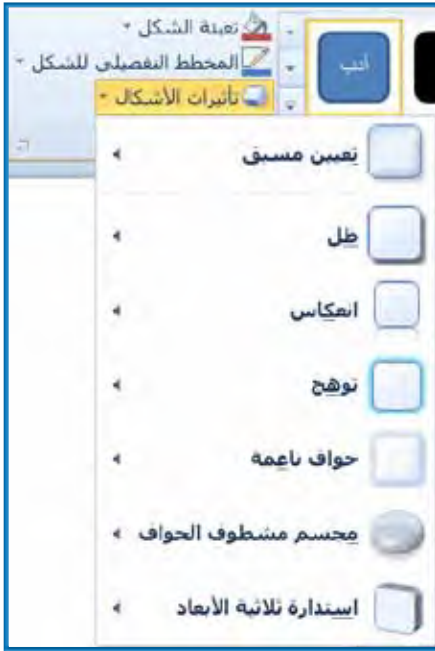 تعبئة الشكل
المخطط التفصيلي للشكل
تأثيرات الأشكال
أنب
تعيين مسبق
ظل
انعكاس
توهج
حواف ناعمة
مجسم مشطوف الحواف
استدارة ثلاثية الأبعاد